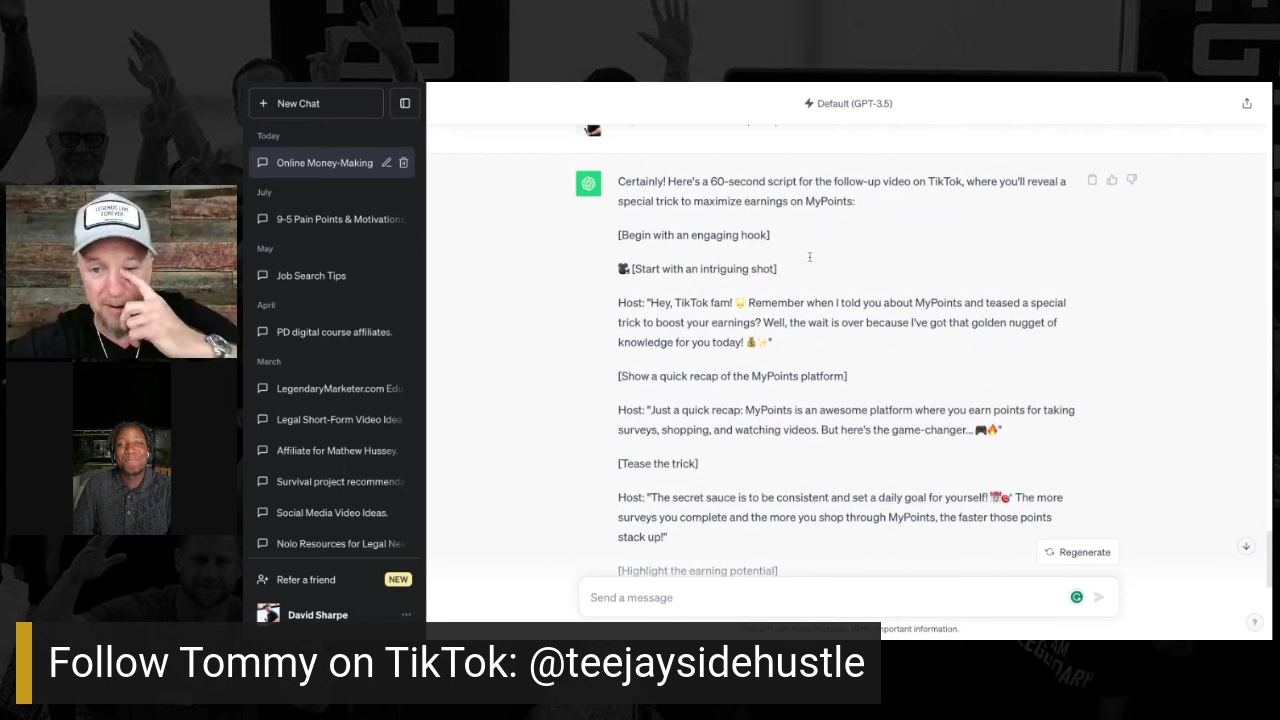 New Chat
Default (GPT-3.5)
Today
Online Money-Making
July
9-5 Pain Points & Motivations
May
Job Search Tips
April
PD digital course affiliates.
March
LegendaryMarketer.com Edu
Legal Short-Form Video Idea
Affiliate for Mathew Hussey.
Survival project recommenda
Social Media Video Ideas.
Nolo Resources for Legal Nee
Refer a friend
NEW
David Sharpe
LEGENDS LIVE
FOREVER
Certainly! Here's a 60-second script for the follow-up video on TikTok, where you'll reveal a
special trick to maximize earnings on MyPoints:
[Begin with an engaging hook]
🎥 [Start with an intriguing shot]
Host: "Hey, TikTok fam! 🌟 Remember when I told you about MyPoints and teased a special
trick to boost your earnings? Well, the wait is over because I've got that golden nugget of
knowledge for you today! 💰✨"
[Show a quick recap of the MyPoints platform]
Host: "Just a quick recap: MyPoints is an awesome platform where you earn points for taking
surveys, shopping, and watching videos. But here's the game-changer... 🎮🔥"
[Tease the trick]
Host: "The secret sauce is to be consistent and set a daily goal for yourself! 📅🎯 The more
surveys you complete and the more you shop through MyPoints, the faster those points
stack up!"
[Highlight the earning potential]
Regenerate
Send a message
important information.
?
Follow Tommy on TikTok: @teejaysidehustle